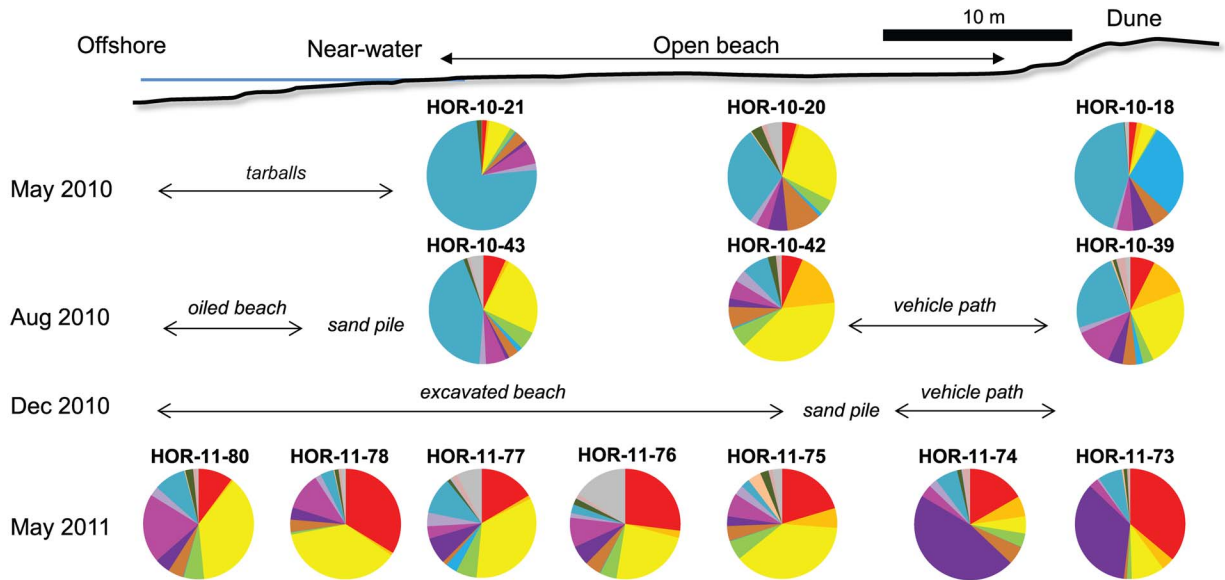 10 m
Dune
Offshore
Near-water
Open beach
HOR-10-21
HOR-10-20
HOR-10-18
May 2010
tarballs
HOR-10-43
HOR-10-42
HOR-10-39
Aug 2010
oiled beach
sand pile
vehicle path
Dec 2010
excavated beach
sand pile
vehicle path
HOR-11-80
HOR-11-78
HOR-11-77
HOR-11-76
HOR-11-75
HOR-11-74
HOR-11-73
May 2011